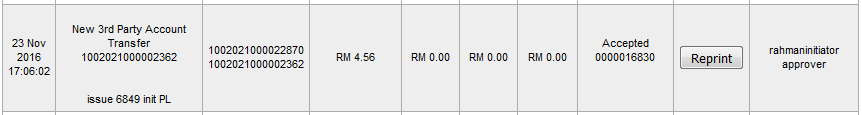 23 Nov
2016
17:06:02
New 3rd Party Account
Transfer
1002021000002362
issue 6849 init PL
1002021000022870
1002021000002362
RM 4.56
RM 0.00
RM 0.00
RM 0.00
Accepted
0000016830
Reprint
rahmaninitiator
approver